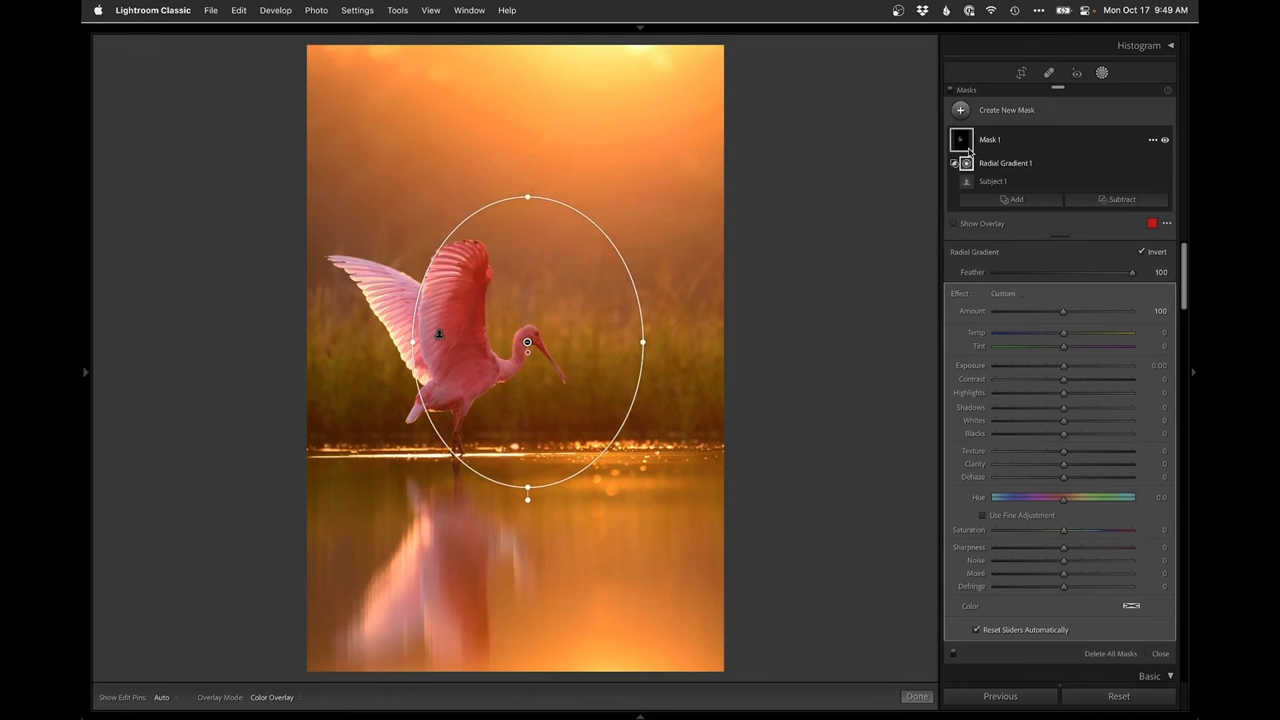 Lightroom Classic File Edit Develop Photo Settings Tools View Window Help Mon Oct 17 9:49 AM
Histogram
Masks
Create New Mask
Mask 1
Radial Gradient 1
Subject 1
Add Subtract
Show Overlay
Radial Gradient Invert
Feather 100
Effect: Custom
Amount 100
Temp 0
Tint 0
Exposure 0.00
Contrast 0
Highlights 0
Shadows 0
Whites 0
Blacks 0
Texture 0
Clarity 0
Dehaze 0
Hue 0.0
Use Fine Adjustment
Saturation 0
Sharpness 0
Noise 0
Moiré 0
Defringe 0
Color
Reset Sliders Automatically
Delete All Masks Close
Basic
Show Edit Pins: Auto Overlay Mode: Color Overlay Done Previous Reset